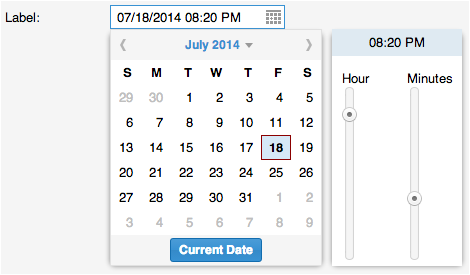 Label: 07/18/2014 08:20 PM
July 2014
08:20 PM
S M T W T F S
Hour Minutes
29 30 1 2 3 4 5
6 7 8 9 10 11 12
13 14 15 16 17 18 19
20 21 22 23 24 25 26
27 28 29 30 31 1 2
3 4 5 6 7 8 9
Current Date